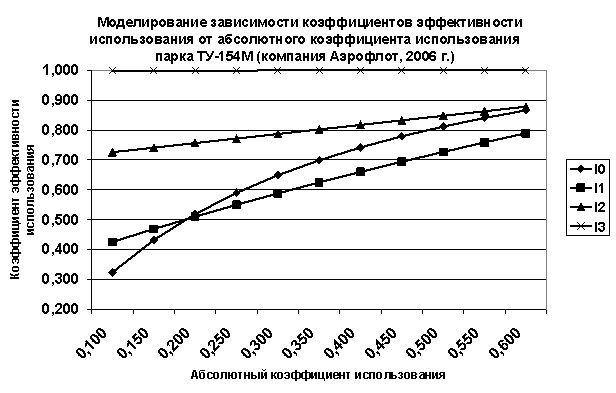 Моделирование зависимости коэффициентов эффективности
использования от абсолютного коэффициента использования
парка ТУ-154М (компания Аэрофлот, 2006 г.)
Коэффициент эффективности
использования
1,000
0,900
0,800
0,700
0,600
0,500
0,400
0,300
0,200
0,100
0,150
0,200
0,250
0,300
0,350
0,400
0,450
0,500
0,550
0,600
Абсолютный коэффициент использования
I0
I1
I2
I3